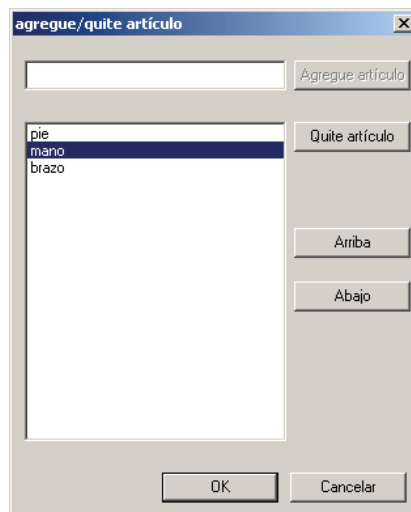 agregue/quite artículo
Agregue artículo
pie
mano
brazo
Quite artículo
Arriba
Abajo
OK
Cancelar